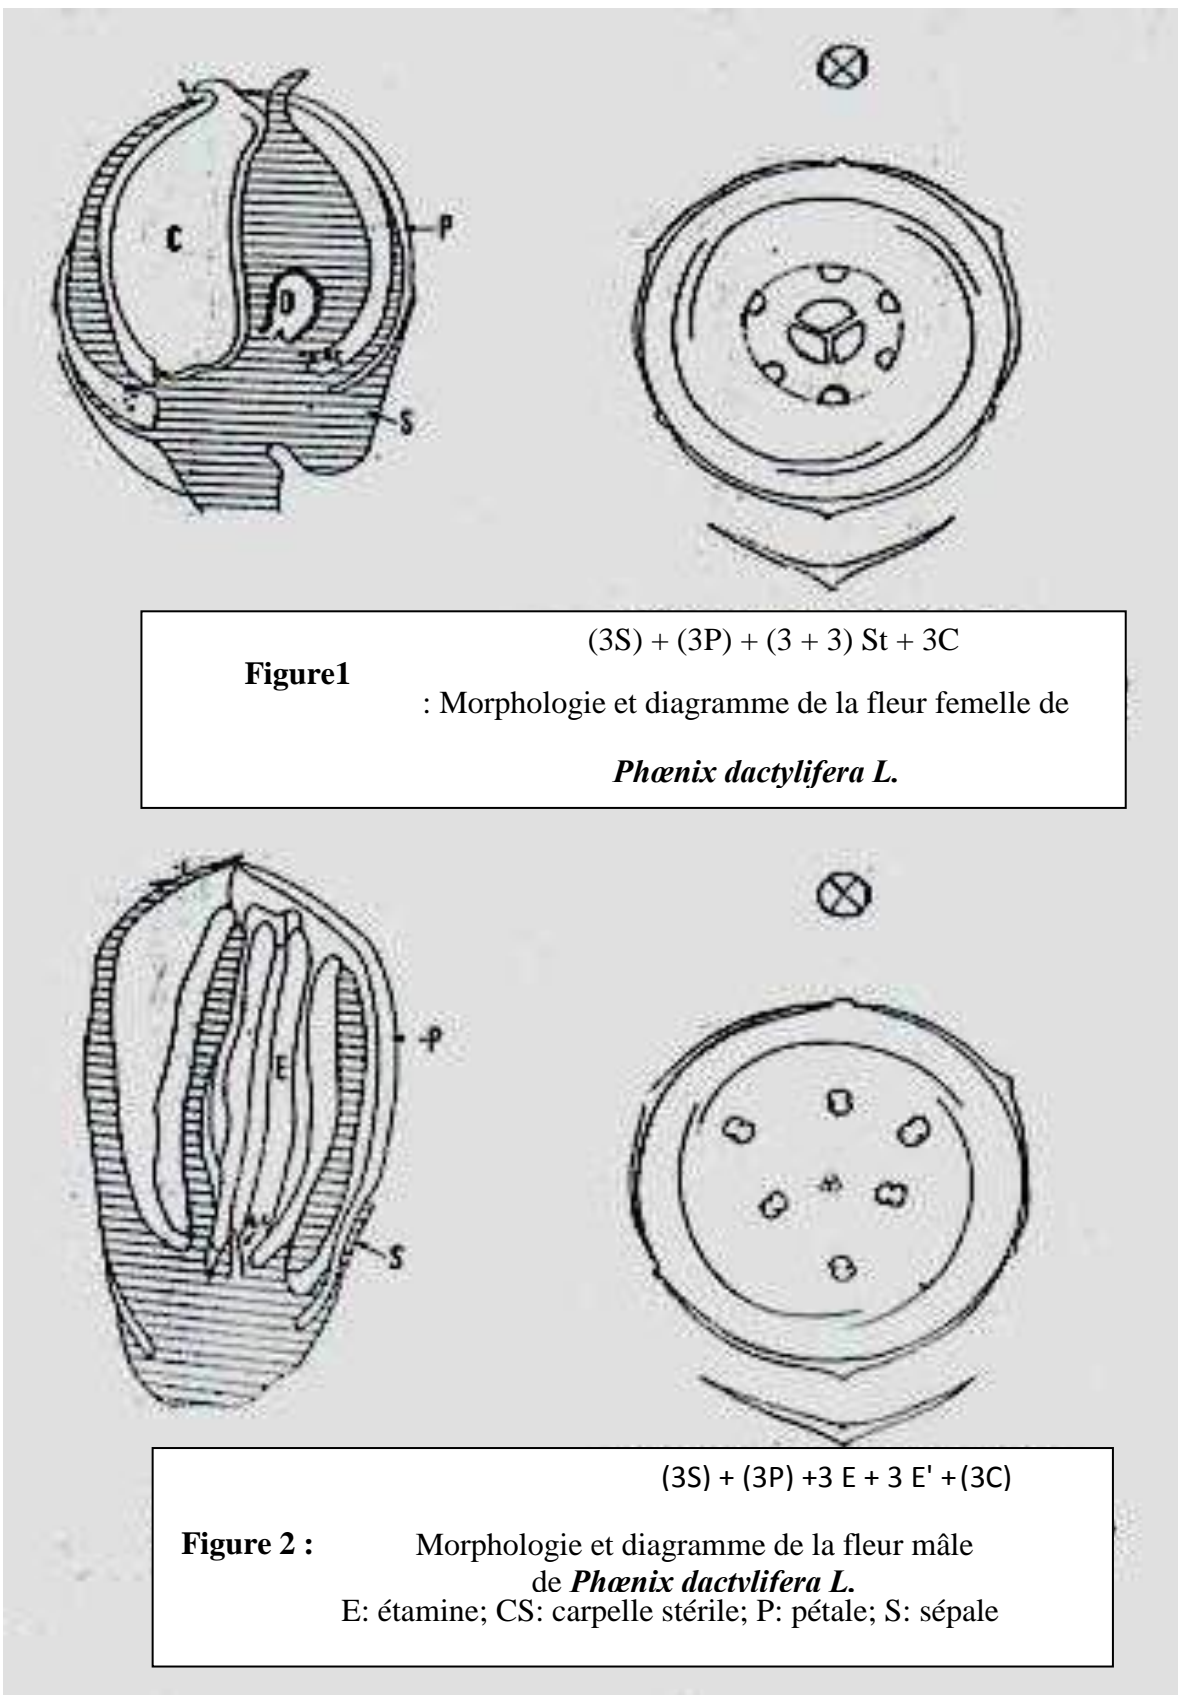 C
P
S
(3S) + (3P) + (3 + 3) St + 3C
Figure1
: Morphologie et diagramme de la fleur femelle de
Phœnix dactylifera L.
P
E
S
(3S) + (3P) +3 E + 3 E' +(3C)
Figure 2 :
Morphologie et diagramme de la fleur mâle
de Phœnix dactvlifera L.
E: étamine; CS: carpelle stérile; P: pétale; S: sépale